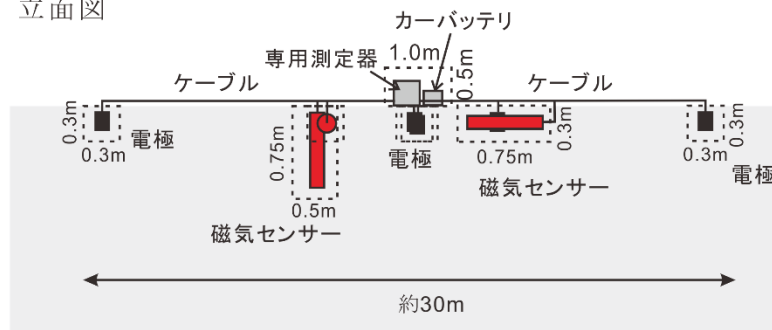 立面図
カーバッテリ
専用測定器
1.0m
0.5m
ケーブル
ケーブル
0.3m
0.3m
電極
0.75m
0.5m
磁気センサー
電極
0.75m
0.3m
磁気センサー
0.3m
0.3m
電極
約30m